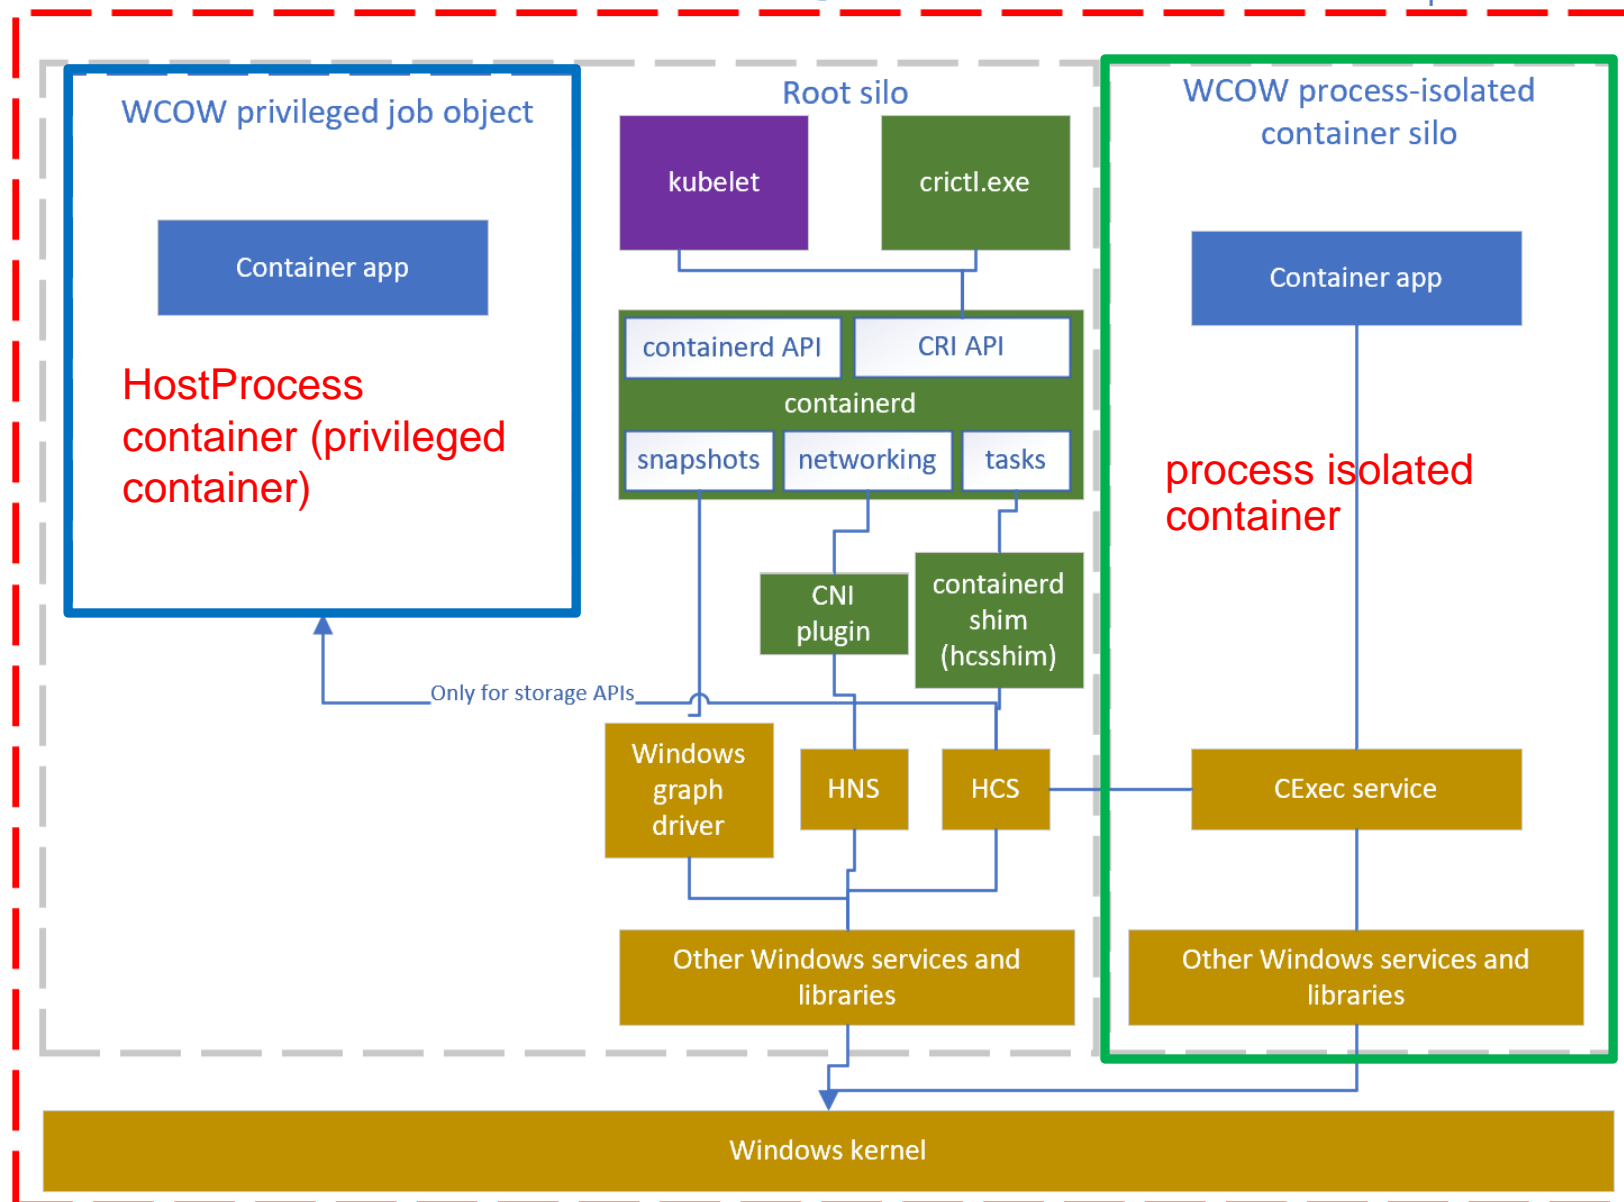 WCOW privileged job object
Container app
HostProcess
container (privileged
container)
Root silo
kubelet
crictl.exe
containerd API
CRI API
containerd
snapshots
networking
tasks
CNI
plugin
containerd
shim
(hcsshim)
Only for storage APIs
Windows
graph
driver
HNS
HCS
Other Windows services and
libraries
WCOW process-isolated
container silo
Container app
process isolated
container
CExec service
Other Windows services and
libraries
Windows kernel